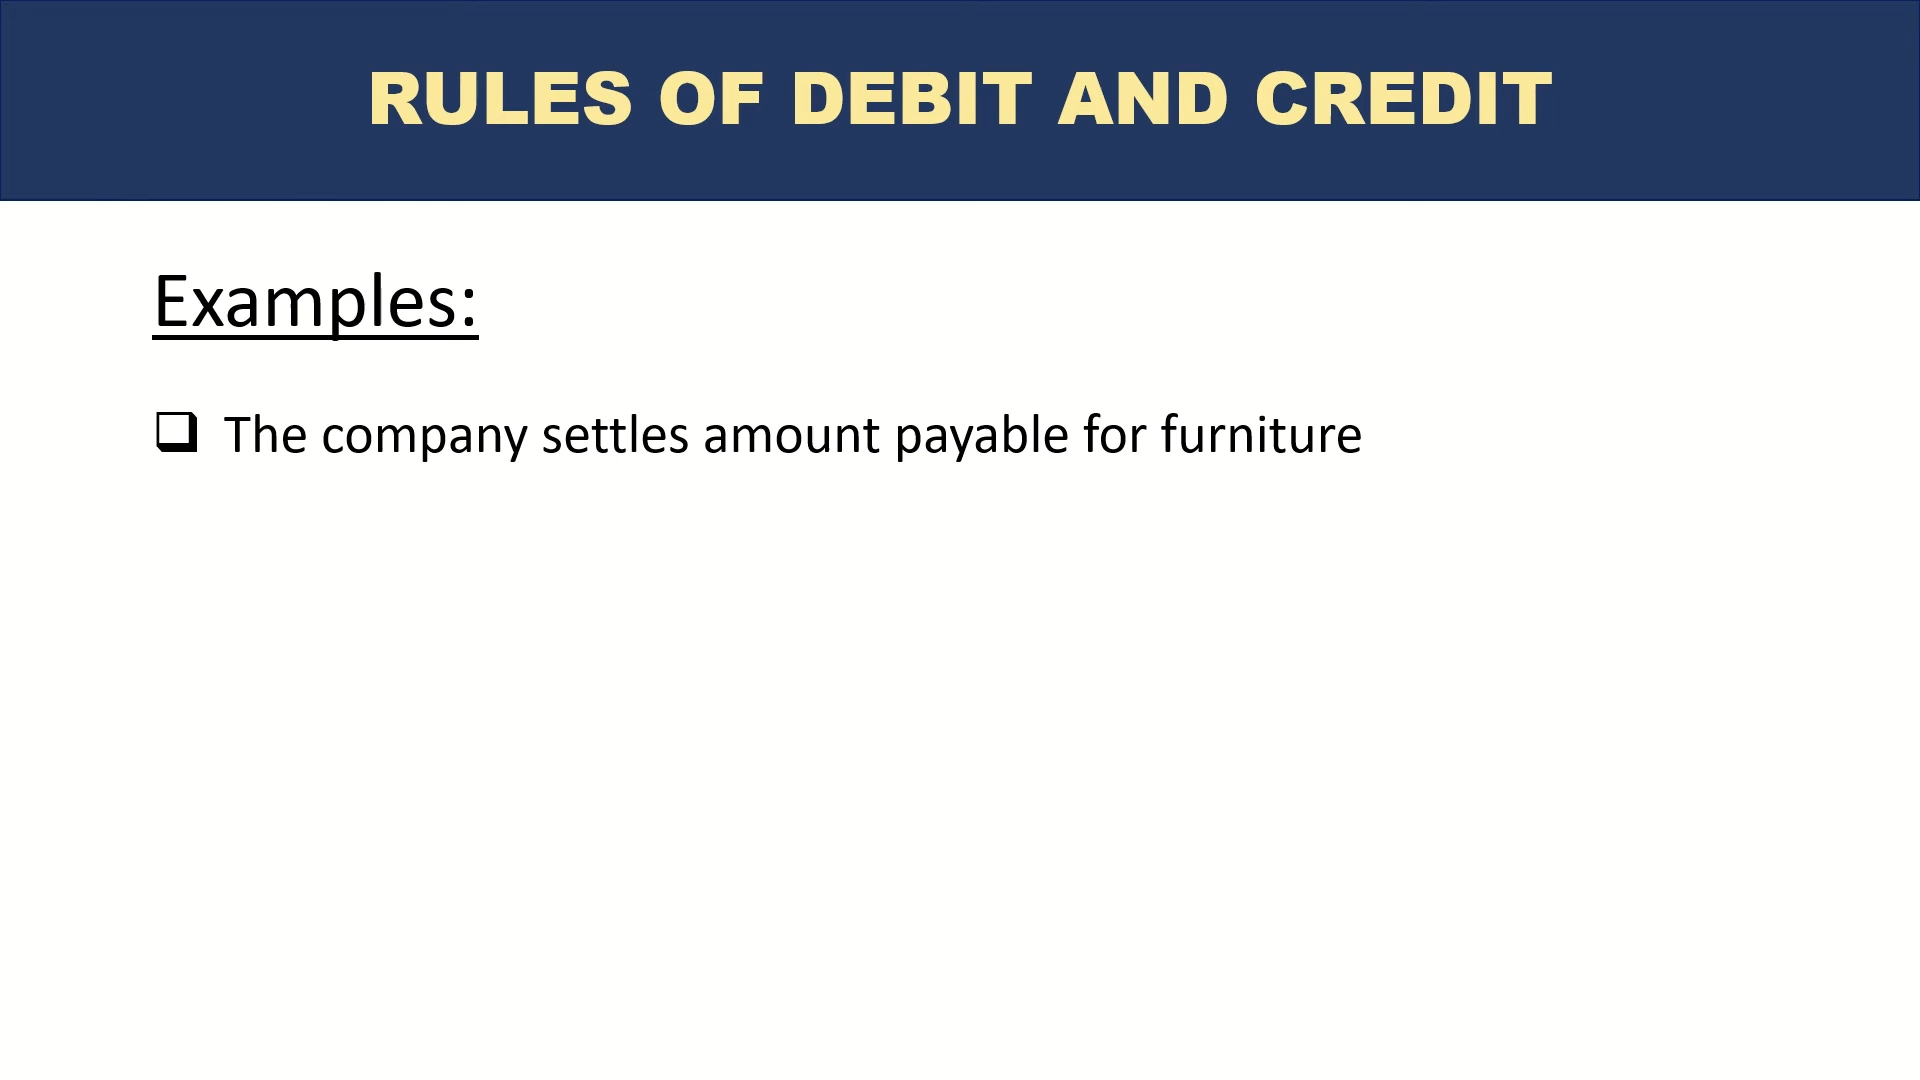 RULES OF DEBIT AND CREDIT
Examples:
❑ The company settles amount payable for furniture